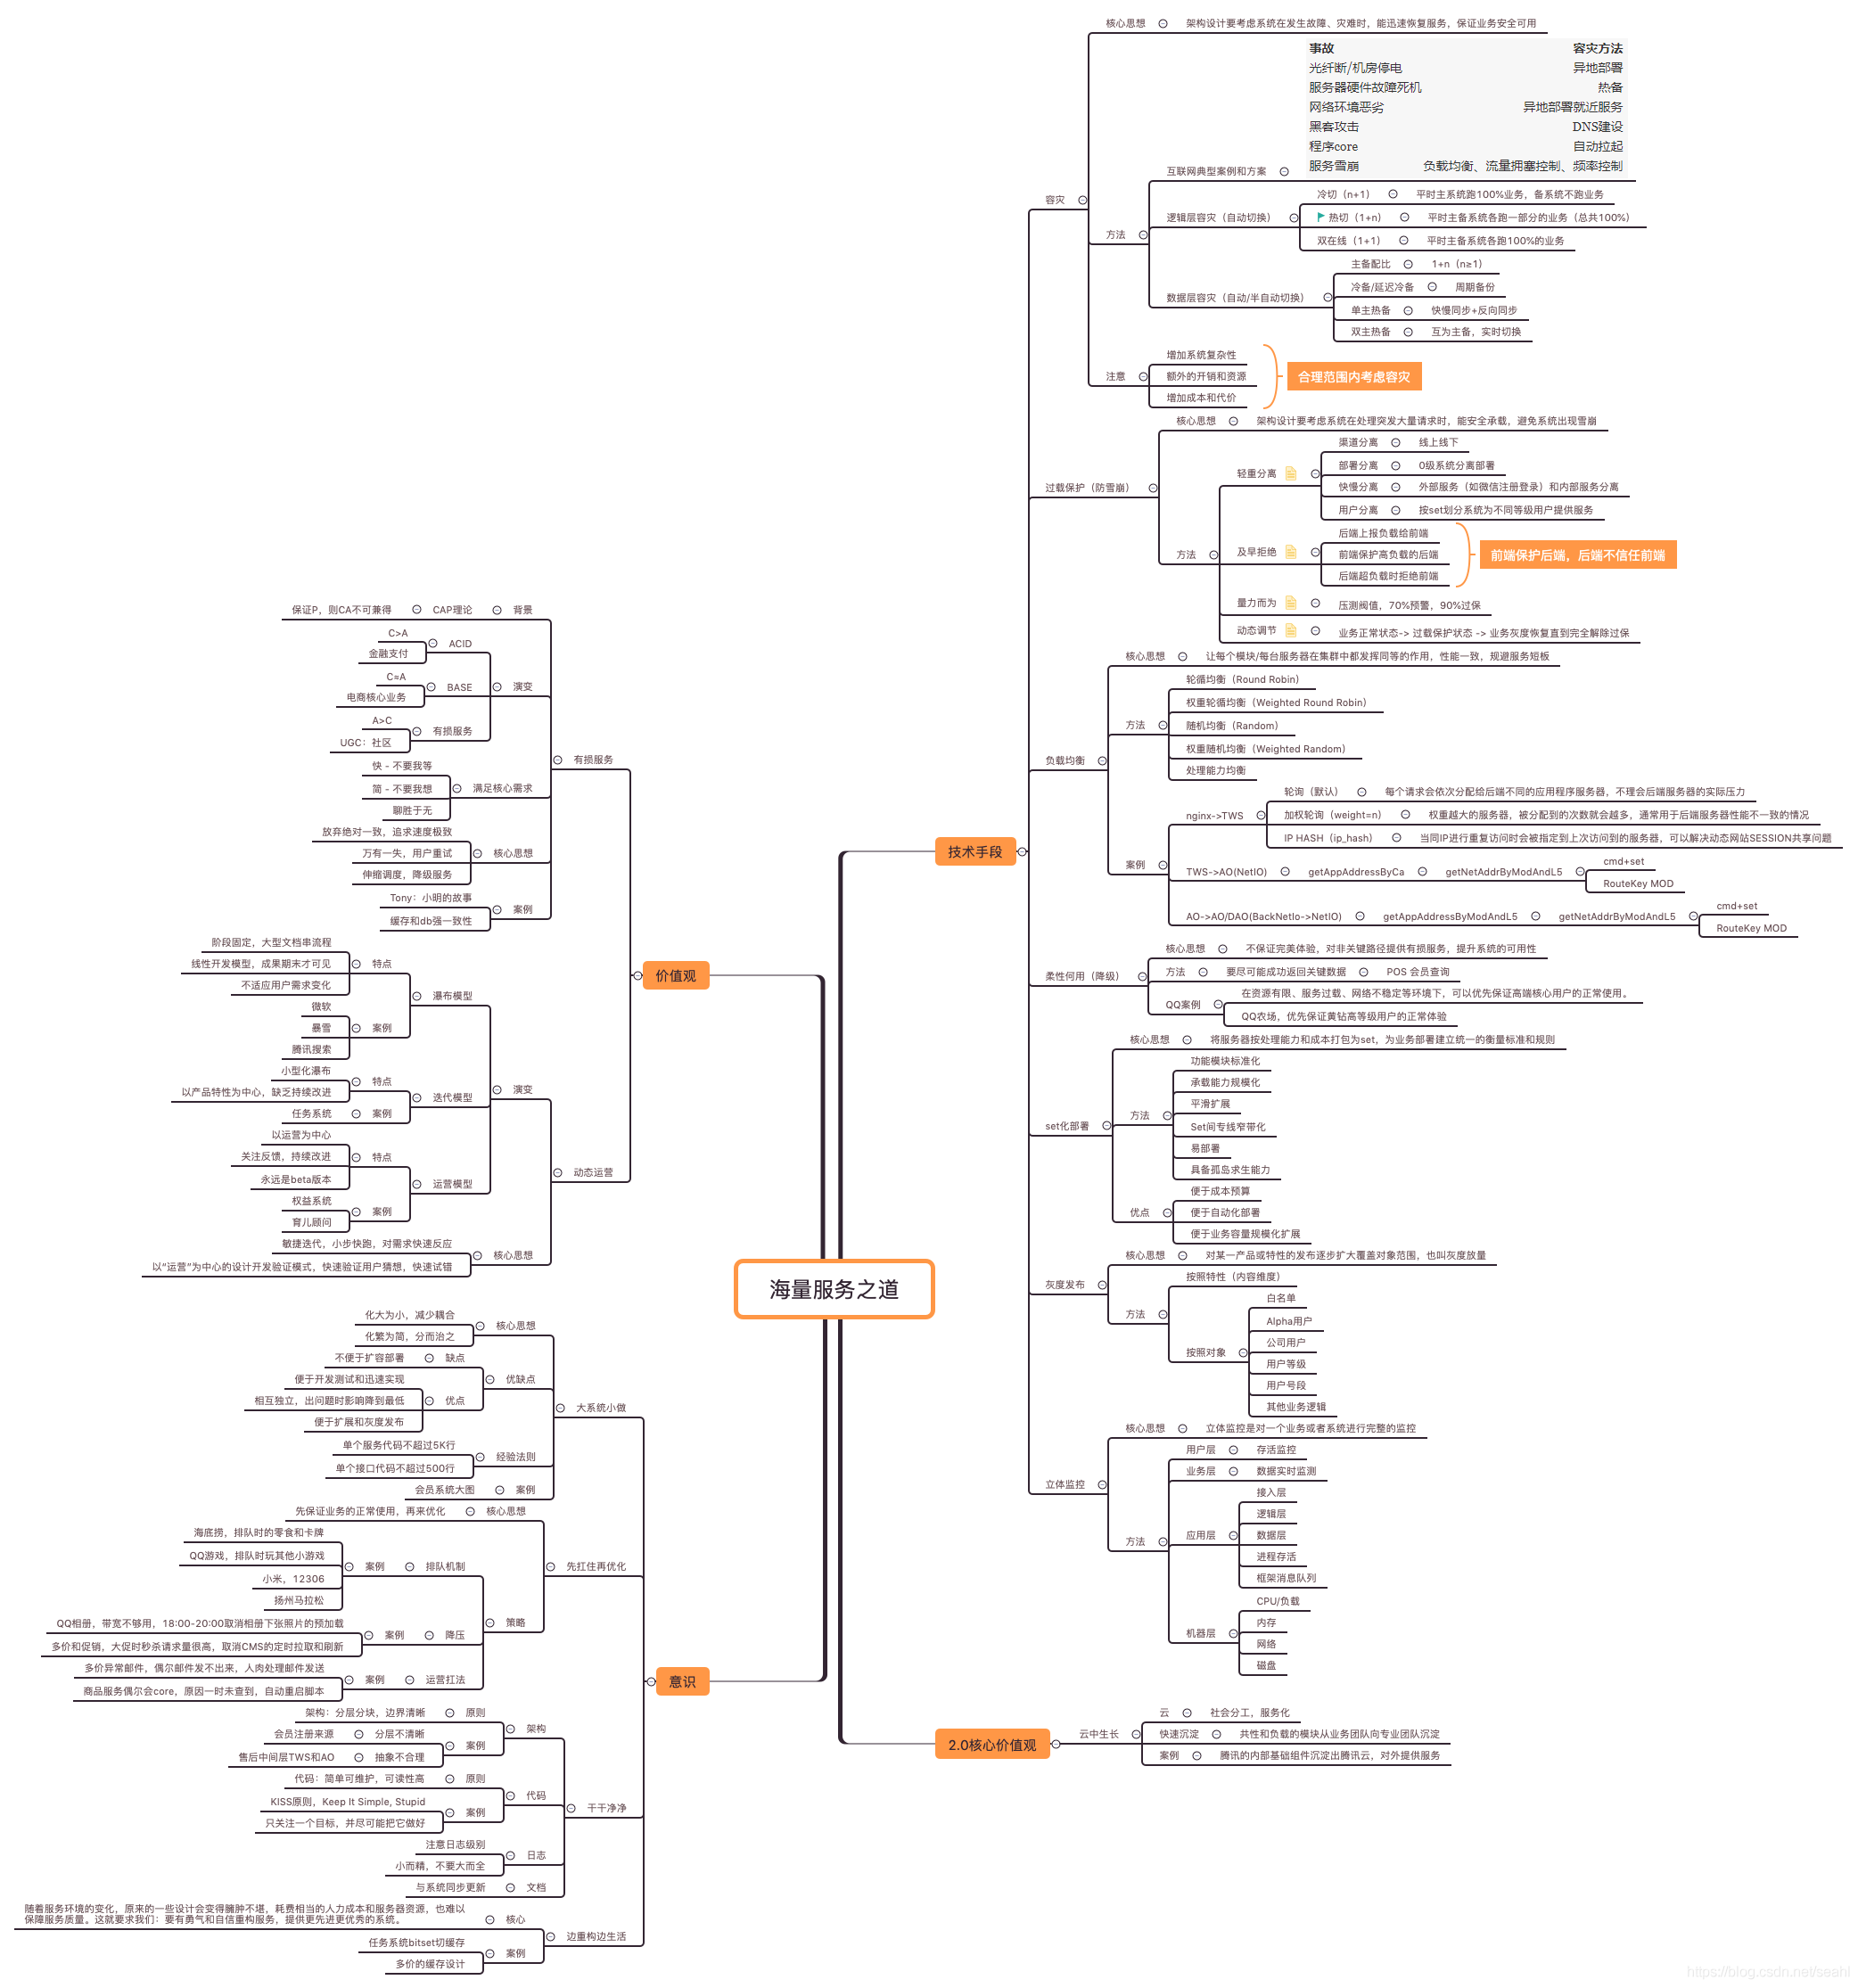 海量服务之道
技术手段
容灾
核心思想
架构设计要考虑系统在发生故障、灾难时，能迅速恢复服务，保证业务安全可用
方法
互联网典型案例和方案
事故 容灾方法
光纤断/机房停电 异地部署
服务器硬件故障死机 热备
网络环境恶劣 异地部署就近服务
黑客攻击 DNS建设
程序core 自动拉起
服务雪崩 负载均衡、流量拥塞控制、频率控制
逻辑层容灾（自动切换）
冷切（n+1）
平时主系统跑100%业务，备系统不跑业务
热切（1+n）
平时主备系统各跑一部分的业务（总共100%）
双在线（1+1）
平时主备系统各跑100%的业务
数据层容灾（自动/半自动切换）
主备配比
1+n（n≥1）
冷备/延迟冷备
周期备份
单主热备
快慢同步+反向同步
双主热备
互为主备，实时切换
注意
增加系统复杂性
额外的开销和资源
增加成本和代价
合理范围内考虑容灾
过载保护（防雪崩）
核心思想
架构设计要考虑系统在处理突发大量请求时，能安全承载，避免系统出现雪崩
方法
轻重分离
渠道分离
线上线下
部署分离
0级系统分离部署
快慢分离
外部服务（如微信注册登录）和内部服务分离
用户分离
按set划分系统为不同等级用户提供服务
及早拒绝
后端上报负载给前端
前端保护高负载的后端
后端超负载时拒绝前端
前端保护后端，后端不信任前端
量力而为
压测阀值，70%预警，90%过保
动态调节
业务正常状态-> 过载保护状态 -> 业务灰度恢复直到完全解除过保
负载均衡
核心思想
让每个模块/每台服务器在集群中都发挥同等的作用，性能一致，规避服务短板
方法
轮循均衡（Round Robin）
权重轮循均衡（Weighted Round Robin）
随机均衡（Random）
权重随机均衡（Weighted Random）
处理能力均衡
案例
nginx->TWS
轮询（默认）
每个请求会依次分配给后端不同的应用程序服务器，不理会后端服务器的实际压力
加权轮询（weight=n）
权重越大的服务器，被分配到的次数就会越多，通常用于后端服务器性能不一致的情况
IP HASH（ip_hash）
当同IP进行重复访问时会被指定到上次访问到的服务器，可以解决动态网站SESSION共享问题
TWS->AO(NetIO)
getAppAddressByCa
getNetAddrByModAndL5
cmd+set
RouteKey MOD
AO->AO/DAO(BackNetIo->NetIO)
getAppAddressByModAndL5
getNetAddrByModAndL5
cmd+set
RouteKey MOD
柔性何用（降级）
核心思想
不保证完美体验，对非关键路径提供有损服务，提升系统的可用性
方法
要尽可能成功返回关键数据
POS 会员查询
QQ案例
在资源有限、服务过载、网络不稳定等环境下，可以优先保证高端核心用户的正常使用。
QQ农场，优先保证黄钻高等级用户的正常体验
set化部署
核心思想
将服务器按处理能力和成本打包为set，为业务部署建立统一的衡量标准和规则
方法
功能模块标准化
承载能力规模化
平滑扩展
Set间专线窄带化
易部署
具备孤岛求生能力
优点
便于成本预算
便于自动化部署
便于业务容量规模化扩展
灰度发布
核心思想
对某一产品或特性的发布逐步扩大覆盖对象范围，也叫灰度放量
方法
按照特性（内容维度）
按照对象
白名单
Alpha用户
公司用户
用户等级
用户号段
其他业务逻辑
立体监控
核心思想
立体监控是对一个业务或者系统进行完整的监控
方法
用户层
存活监控
业务层
数据实时监测
应用层
接入层
逻辑层
数据层
进程存活
框架消息队列
机器层
CPU/负载
内存
网络
磁盘
2.0核心价值观
云中生长
云
社会分工，服务化
快速沉淀
共性和负载的模块从业务团队向专业团队沉淀
案例
腾讯的内部基础组件沉淀出腾讯云，对外提供服务
价值观
有损服务
背景
CAP理论
保证P，则CA不可兼得
演变
ACID
C>A
金融支付
BASE
C≈A
电商核心业务
有损服务
A>C
UGC：社区
满足核心需求
快 - 不要我等
简 - 不要我想
聊胜于无
核心思想
放弃绝对一致，追求速度极致
万有一失，用户重试
伸缩调度，降级服务
案例
Tony：小明的故事
缓存和db强一致性
动态运营
演变
瀑布模型
特点
阶段固定，大型文档串流程
线性开发模型，成果期末才可见
不适应用户需求变化
案例
微软
暴雪
腾讯搜索
迭代模型
特点
小型化瀑布
以产品特性为中心，缺乏持续改进
案例
任务系统
运营模型
特点
以运营为中心
关注反馈，持续改进
永远是beta版本
案例
权益系统
育儿顾问
核心思想
敏捷迭代，小步快跑，对需求快速反应
以“运营”为中心的设计开发验证模式，快速验证用户猜想，快速试错
意识
大系统小做
核心思想
化大为小，减少耦合
化繁为简，分而治之
优缺点
缺点
不便于扩容部署
优点
便于开发测试和迅速实现
相互独立，出问题时影响降到最低
便于扩展和灰度发布
经验法则
单个服务代码不超过5K行
单个接口代码不超过500行
案例
会员系统大图
先扛住再优化
核心思想
先保证业务的正常使用，再来优化
策略
排队机制
案例
海底捞，排队时的零食和卡牌
QQ游戏，排队时玩其他小游戏
小米，12306
扬州马拉松
降压
案例
QQ相册，带宽不够用，18:00-20:00取消相册下张照片的预加载
多价和促销，大促时秒杀请求量很高，取消CMS的定时拉取和刷新
运营扛法
案例
多价异常邮件，偶尔邮件发不出来，人肉处理邮件发送
商品服务偶尔会core，原因一时未查到，自动重启脚本
干干净净
架构
原则
架构：分层分块，边界清晰
案例
分层不清晰
会员注册来源
抽象不合理
售后中间层TWS和AO
代码
原则
代码：简单可维护，可读性高
案例
KISS原则，Keep It Simple, Stupid
只关注一个目标，并尽可能把它做好
日志
注意日志级别
小而精，不要大而全
文档
与系统同步更新
边重构边生活
核心
随着服务环境的变化，原来的一些设计会变得臃肿不堪，耗费相当的人力成本和服务器资源，也难以
保障服务质量。这就要求我们：要有勇气和自信重构服务，提供更先进更优秀的系统。
案例
任务系统bitset切缓存
多价的缓存设计
https://blog.csdn.net/seahl